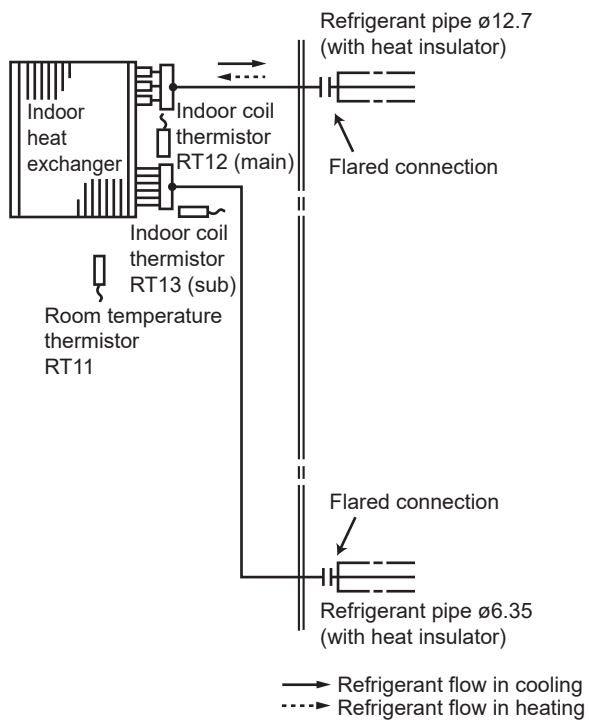 Refrigerant pipe ø12.7
(with heat insulator)
Flared connection
Indoor
heat
exchanger
Indoor coil
thermistor
RT12 (main)
Indoor coil
thermistor
RT13 (sub)
Room temperature
thermistor
RT11
Flared connection
Refrigerant pipe ø6.35
(with heat insulator)
Refrigerant flow in cooling
Refrigerant flow in heating